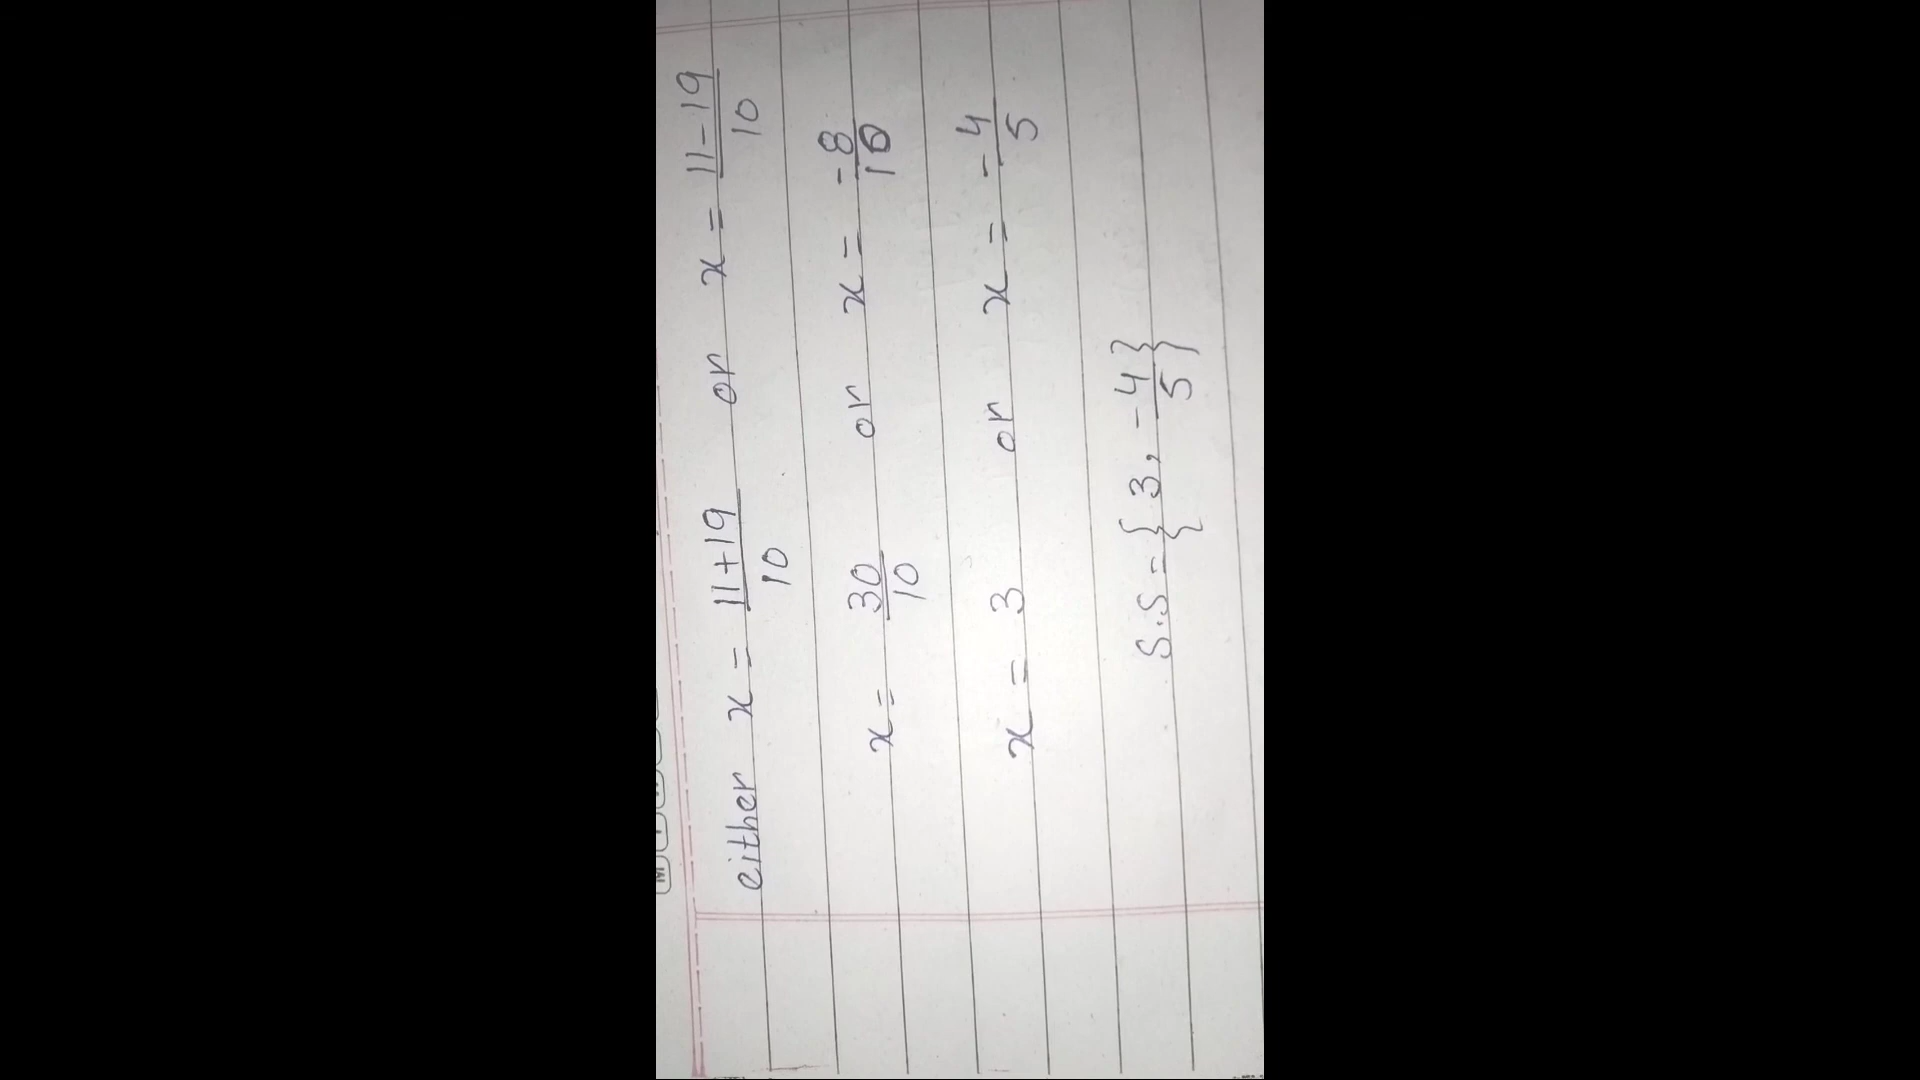 either x = 11+19/10 or x = 11-19/10
x = 30/10 or x = -8/10
x = 3 or x = -4/5
S.S = {3, -4/5}